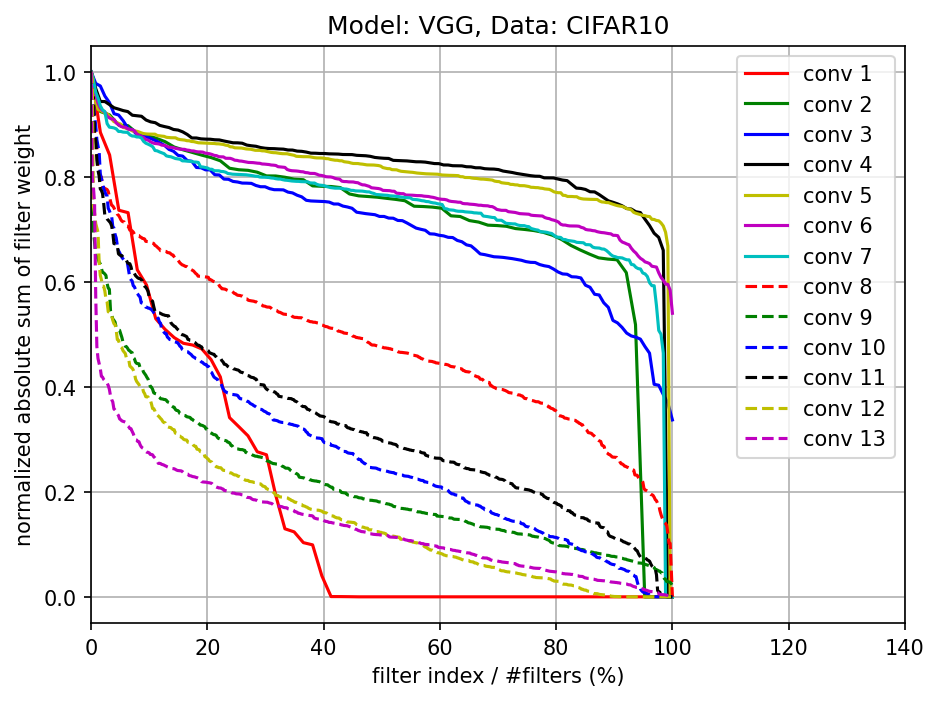 Model: VGG, Data: CIFAR10
normalized absolute sum of filter weight
1.0
0.8
0.6
0.4
0.2
0.0
0
20
40
60
80
100
120
140
filter index / #filters (%)
conv 1
conv 2
conv 3
conv 4
conv 5
conv 6
conv 7
conv 8
conv 9
conv 10
conv 11
conv 12
conv 13